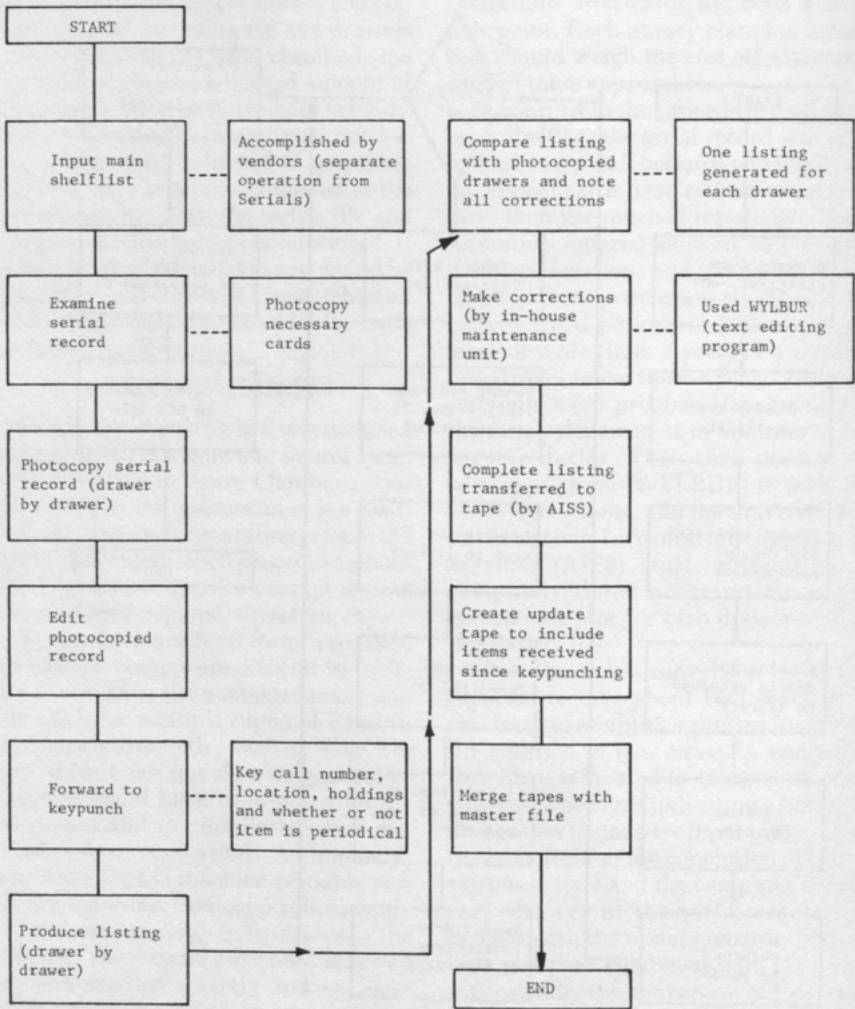 START
Input main
shelflist
Accomplished by
vendors (separate
operation from
Serials)
Examine
serial
record
Photocopy
necessary
cards
Photocopy serial
record (drawer
by drawer)
Edit
photocopied
record
Forward to
keypunch
Key call number,
location, holdings
and whether or not
item is periodical
Produce listing
(drawer by
drawer)
Compare listing
with photocopied
drawers and note
all corrections
One listing
generated for
each drawer
Make corrections
(by in-house
maintenance
unit)
Used WYLBUR
(text editing
program)
Complete listing
transferred to
tape (by AISS)
Create update
tape to include
items received
since keypunching
Merge tapes with
master file
END